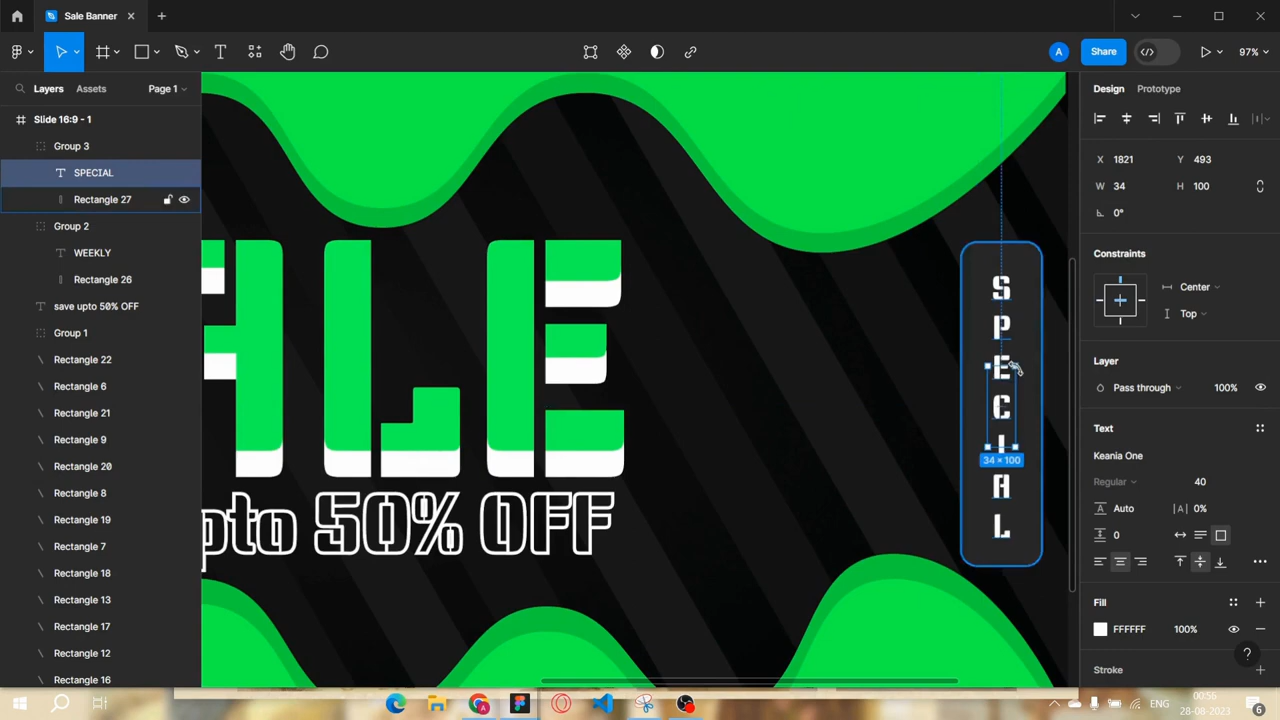 Sale Banner
A
Share
97%
Layers
Assets
Page 1
Slide 16:9 - 1
Group 3
SPECIAL
Rectangle 27
Group 2
WEEKLY
Rectangle 26
save upto 50% OFF
Group 1
Rectangle 22
Rectangle 6
Rectangle 21
Rectangle 9
Rectangle 20
Rectangle 8
Rectangle 19
Rectangle 7
Rectangle 18
Rectangle 13
Rectangle 17
Rectangle 12
Rectangle 16
ALE
upto 50% OFF
S
P
E
C
I
A
L
34 × 100
Design
Prototype
X 1821
Y 493
W 34
H 100
0°
Constraints
Center
Top
Layer
Pass through
100%
Text
Keania One
Regular
40
Auto
|A| 0%
0
Fill
FFFFFF
100%
Stroke
?
ENG
00:56
28-08-2023
6